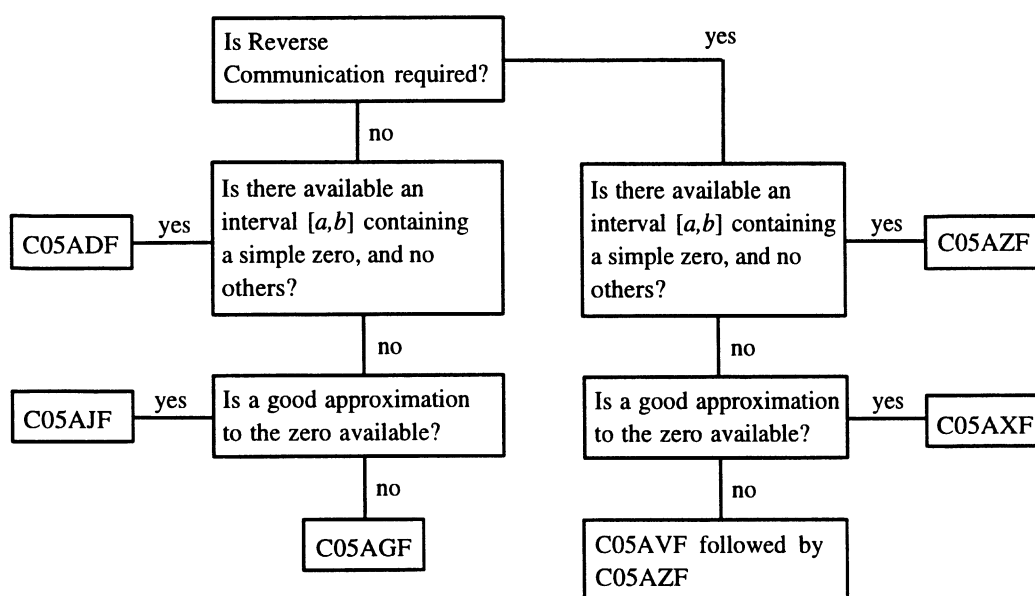 Is Reverse
Communication required?
yes
no
Is there available an
interval [a,b] containing
a simple zero, and no
others?
yes
C05ADF
Is there available an
interval [a,b] containing
a simple zero, and no
others?
yes
C05AZF
no
no
Is a good approximation
to the zero available?
yes
C05AJF
Is a good approximation
to the zero available?
yes
C05AXF
no
no
C05AGF
C05AVF followed by
C05AZF